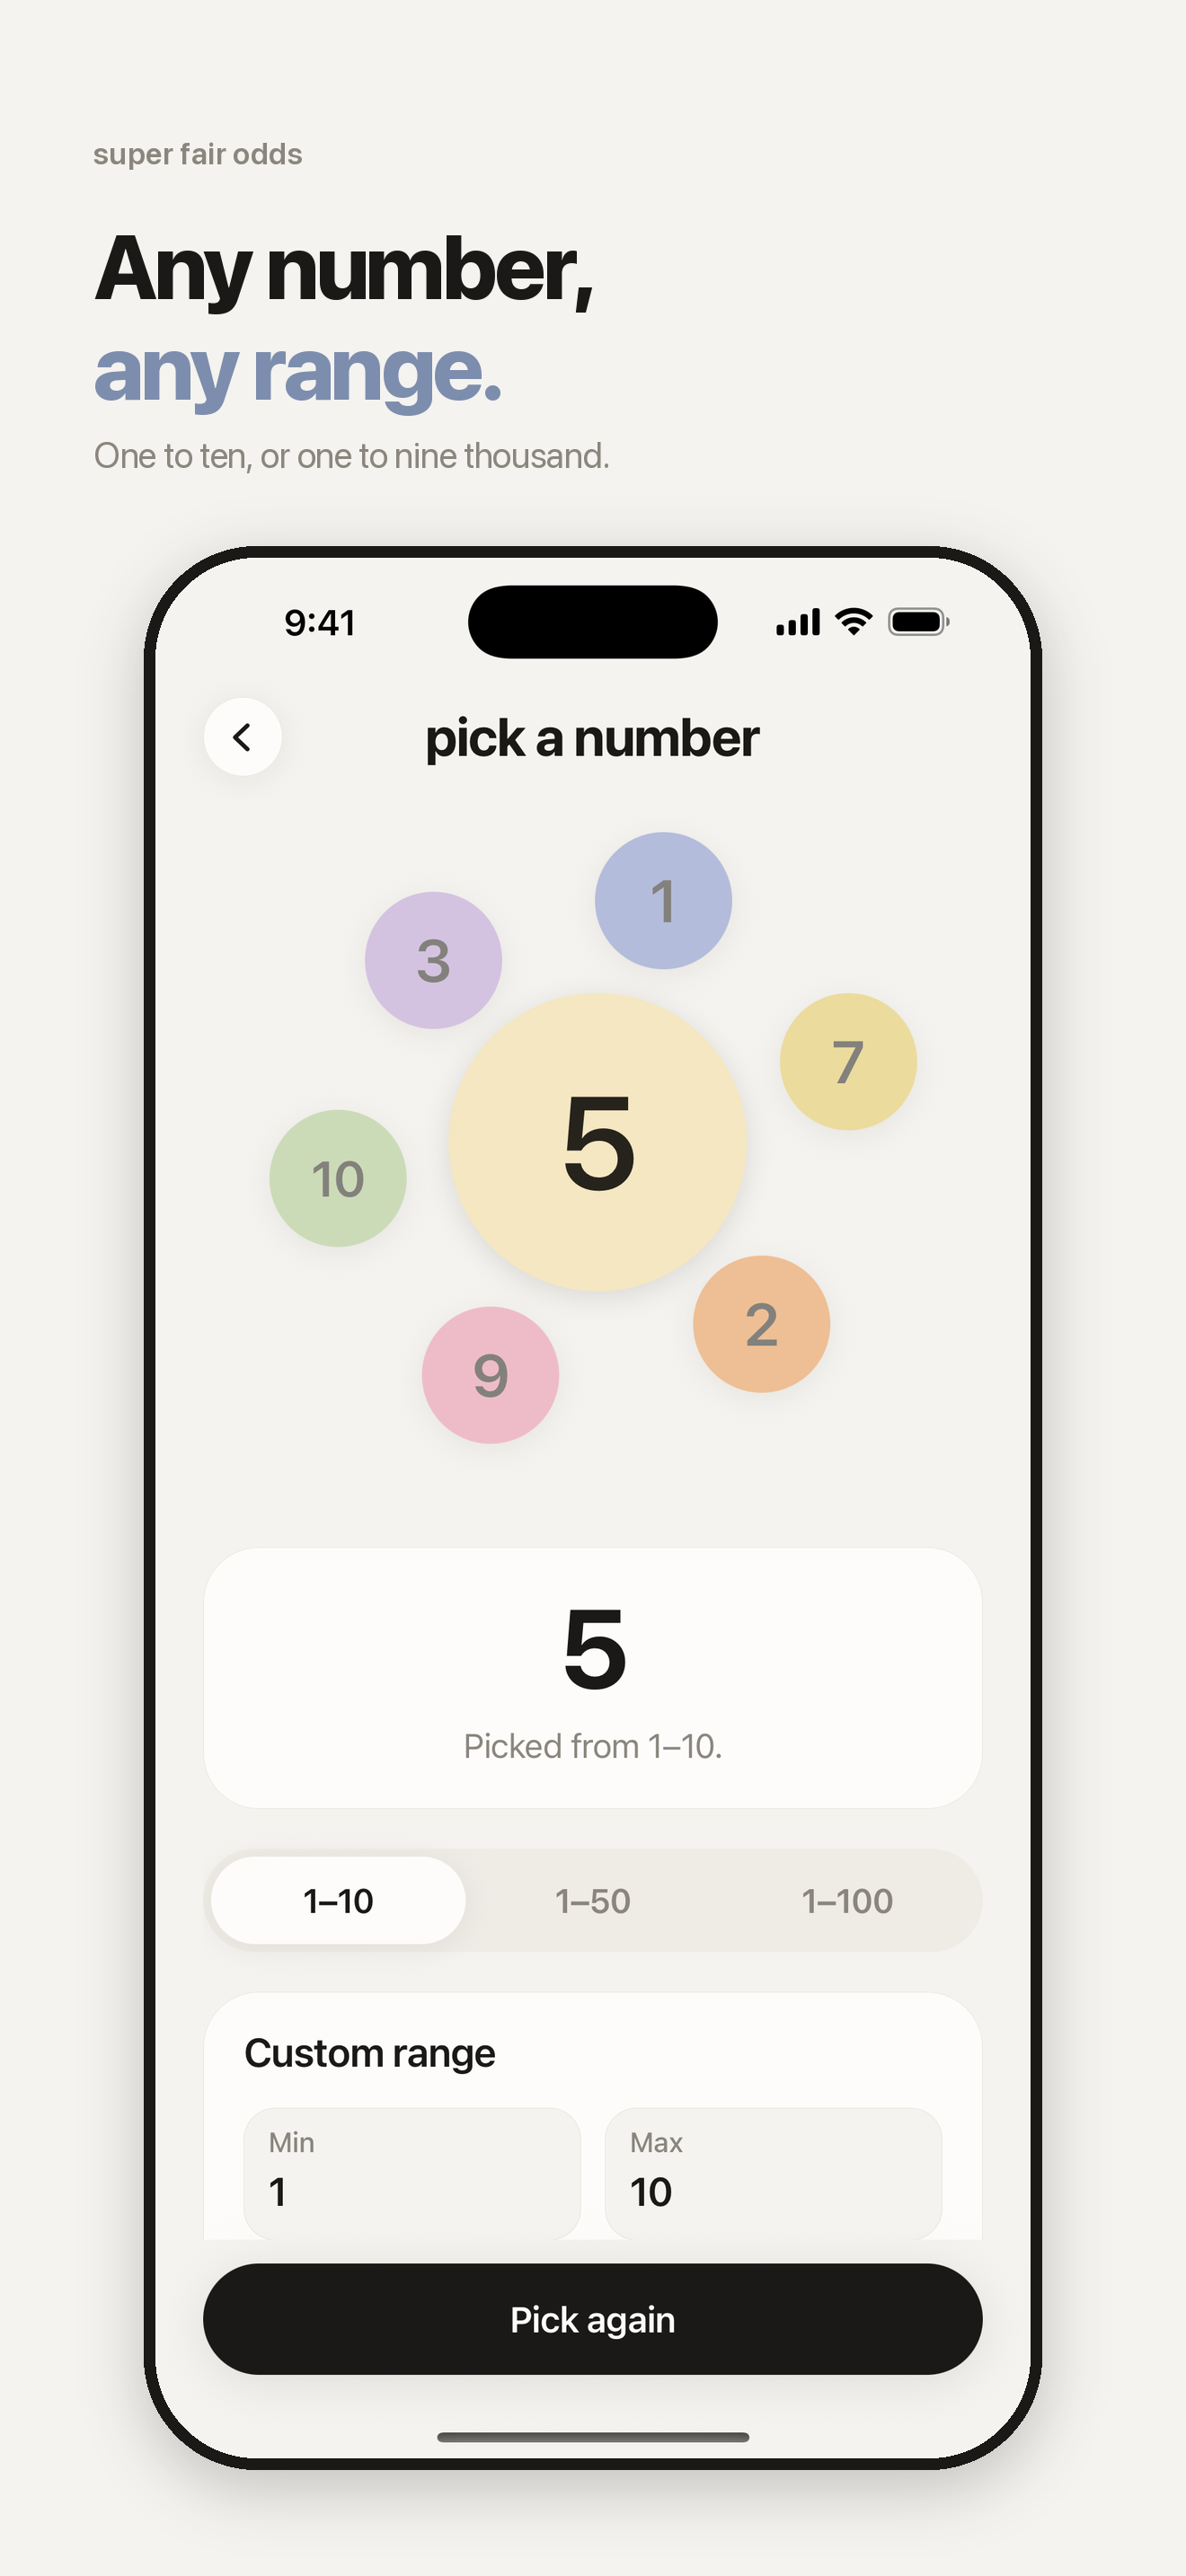 super fair odds
Any number,
any range.
One to ten, or one to nine thousand.
9:41
pick a number
1
3
7
5
10
2
9
5
Picked from 1–10.
1–10 1–50 1–100
Custom range
Min Max
1 10
Pick again